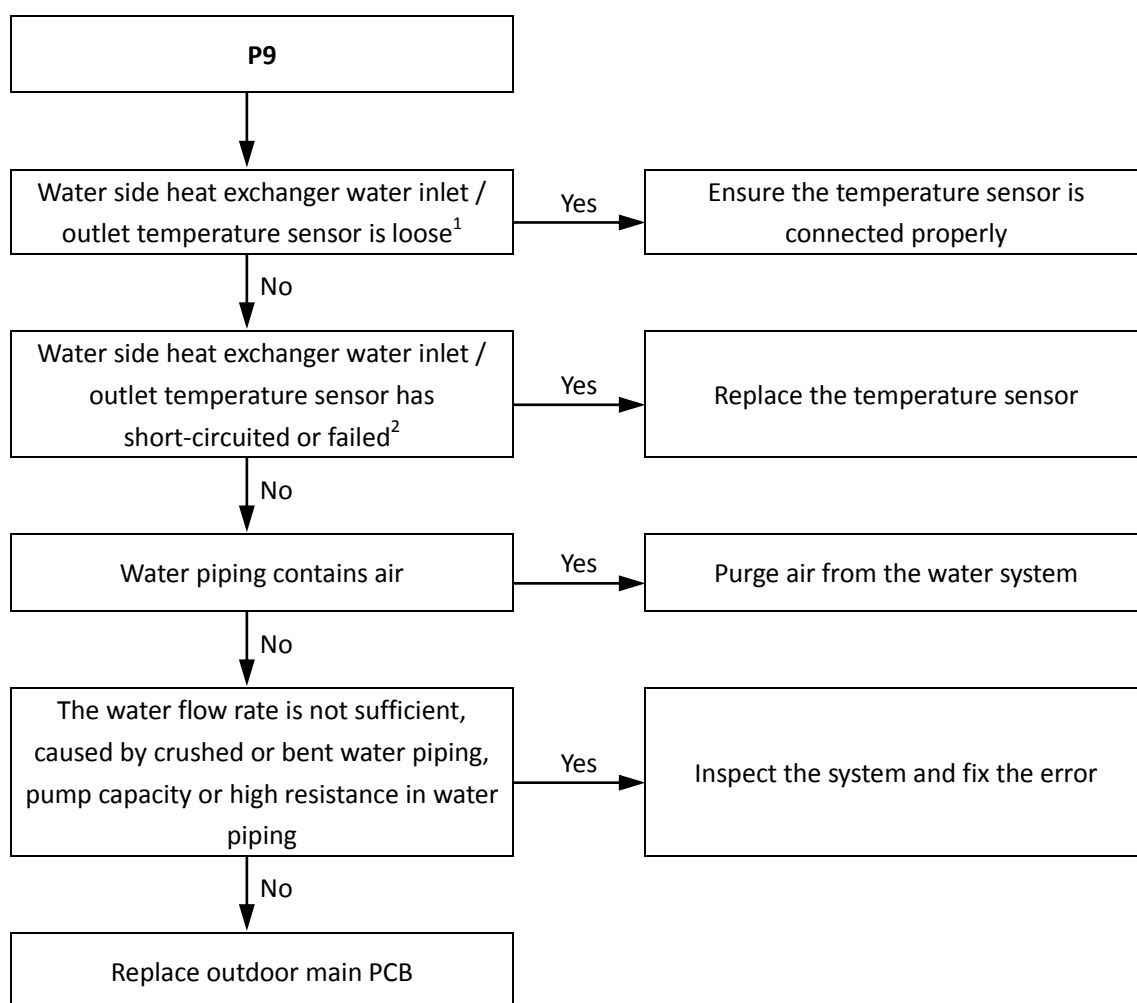 P9
Water side heat exchanger water inlet /
outlet temperature sensor is loose1
Yes
Ensure the temperature sensor is
connected properly
No
Water side heat exchanger water inlet /
outlet temperature sensor has
short-circuited or failed2
Yes
Replace the temperature sensor
No
Water piping contains air
Yes
Purge air from the water system
No
The water flow rate is not sufficient,
caused by crushed or bent water piping,
pump capacity or high resistance in water
piping
Yes
Inspect the system and fix the error
No
Replace outdoor main PCB